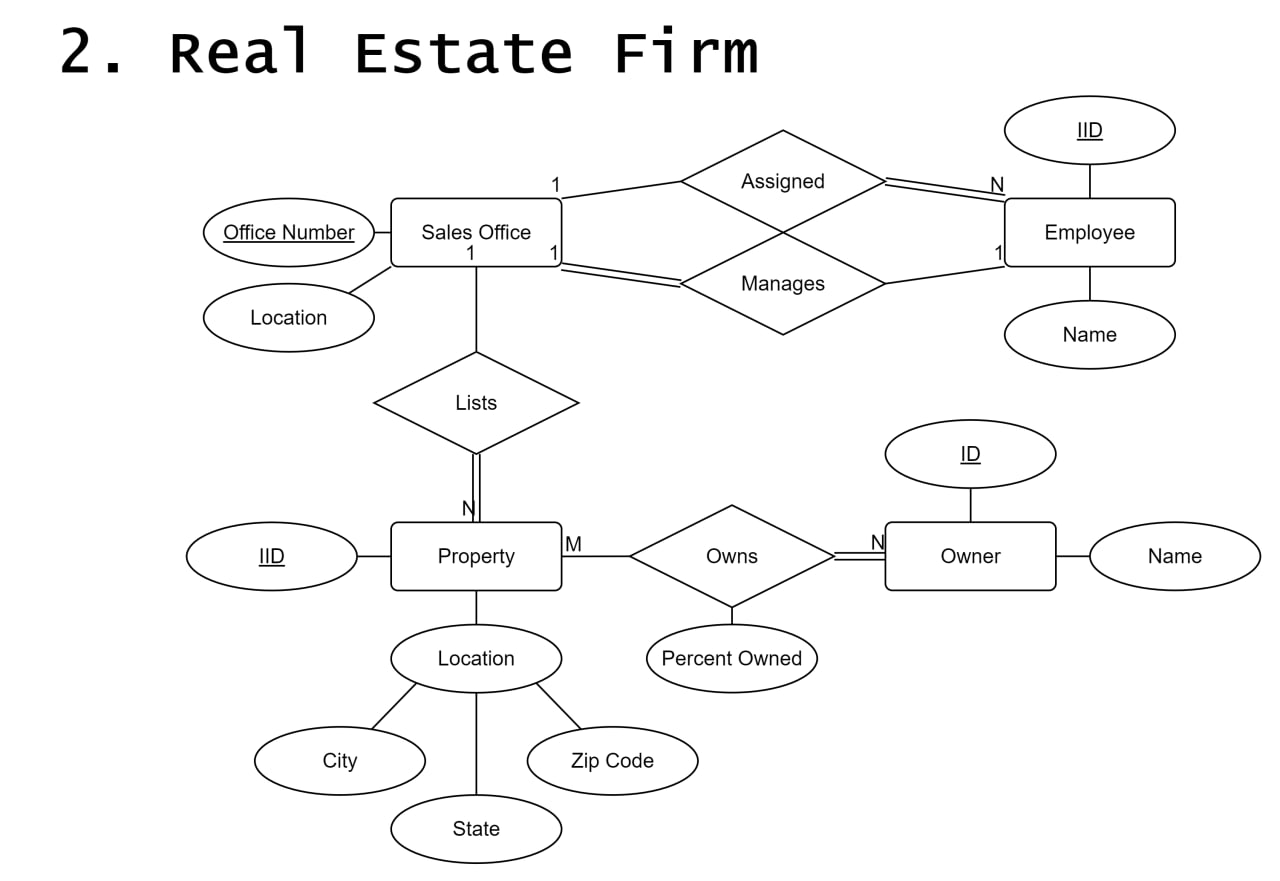 2. Real Estate Firm
IID
Assigned
1
N
Office Number
Sales Office
Employee
1
1
1
Manages
Location
Name
Lists
ID
N
M
N
IID
Property
Owns
Owner
Name
Location
Percent Owned
City
Zip Code
State